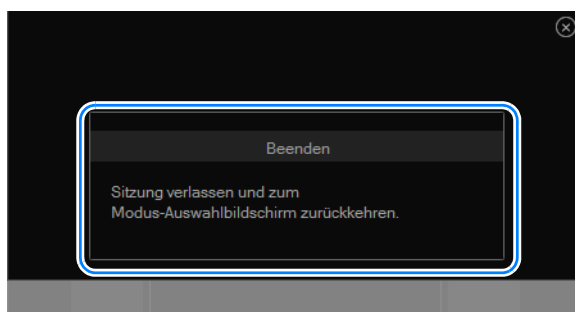 Beenden
Sitzung verlassen und zum
Modus-Auswahlbildschirm zurückkehren.